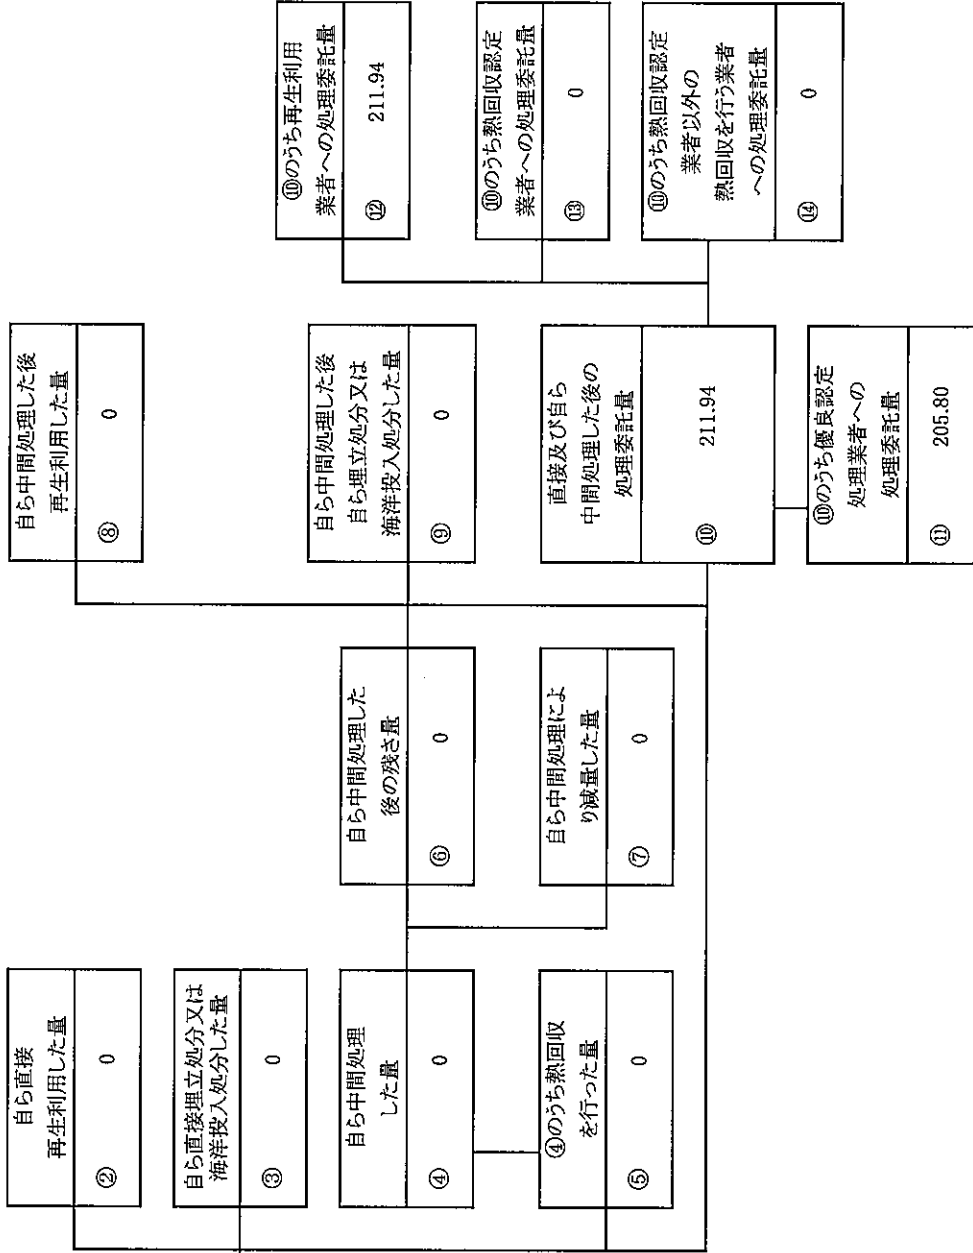 自ら直接
再生利用した量
② 0
自ら直接埋立処分又は
海洋投入処分した量
③ 0
自ら中間処理
した量
④ 0
④のうち熱回収
を行った量
⑤ 0
自ら中間処理した
後の残さ量
⑥ 0
自ら中間処理によ
り減量した量
⑦ 0
自ら中間処理した後
再生利用した量
⑧ 0
自ら中間処理した後
自ら埋立処分又は
海洋投入処分した量
⑨ 0
直接及び自ら
中間処理した後の
処理委託量
⑩ 211.94
⑩のうち優良認定
処理業者への
処理委託量
⑪ 205.80
⑩のうち再生利用
業者への処理委託量
⑫ 211.94
⑩のうち熱回収認定
業者への処理委託量
⑬ 0
⑩のうち熱回収認定
業者以外の
熱回収を行う業者
への処理委託量
⑭ 0